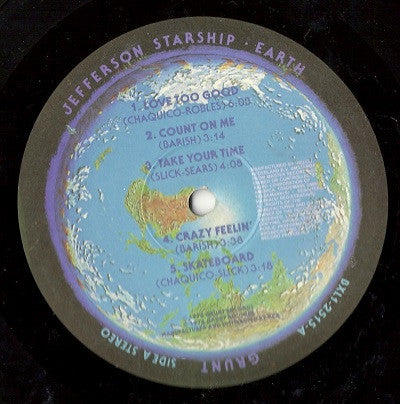 JEFFERSON STARSHIP · EARTH
1. LOVE TOO GOOD
(CHAQUICO-ROBLES) 6:03
2. COUNT ON ME
(BARISH) 3:14
3. TAKE YOUR TIME
(SLICK-SEARS) 4:08
4. CRAZY FEELIN'
(BARISH) 3:38
5. SKATEBOARD
(CHAQUICO-SLICK) 3:18
GRUNT SIDE A STEREO BXL1-2515-A